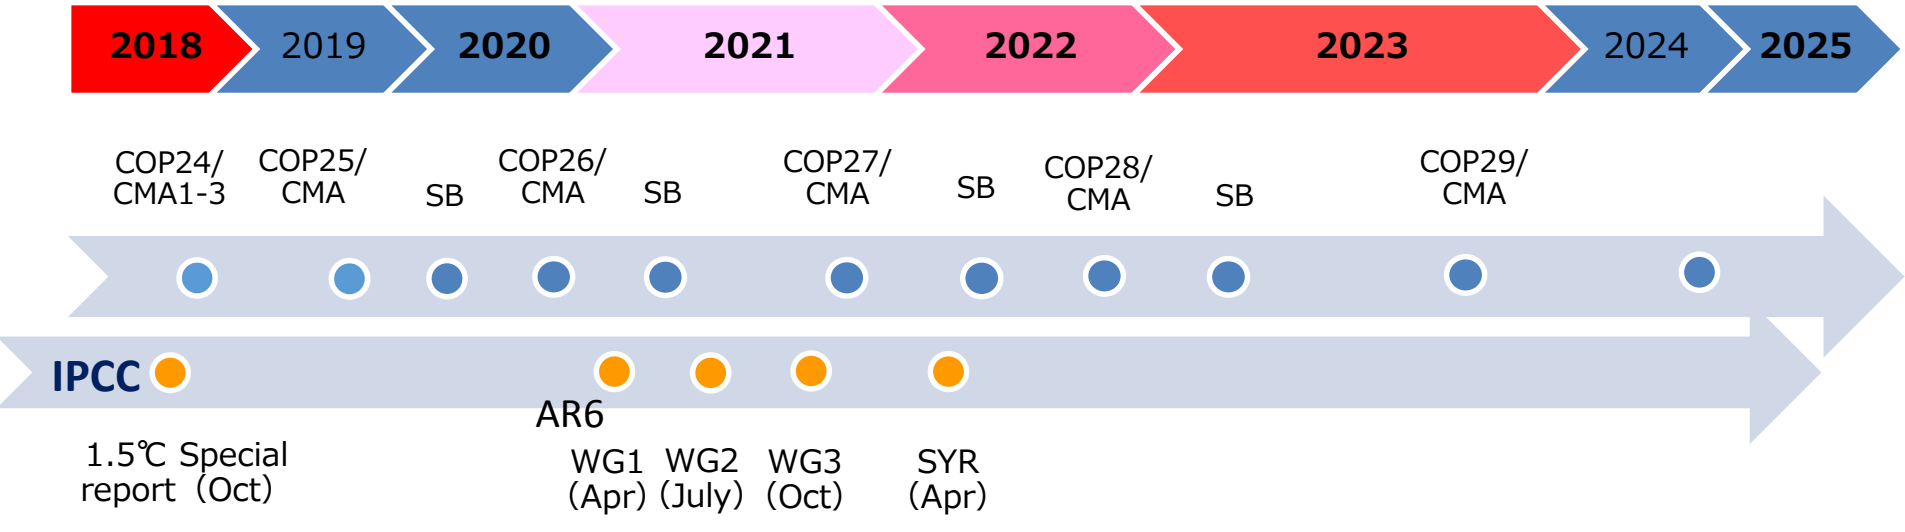 2018 2019 2020 2021 2022 2023 2024 2025
COP24/
CMA1-3
COP25/
CMA
SB
COP26/
CMA
SB
COP27/
CMA
SB
COP28/
CMA
SB
COP29/
CMA
IPCC
AR6
1.5℃ Special
report（Oct）
WG1
（Apr）
WG2
（July）
WG3
（Oct）
SYR
（Apr）